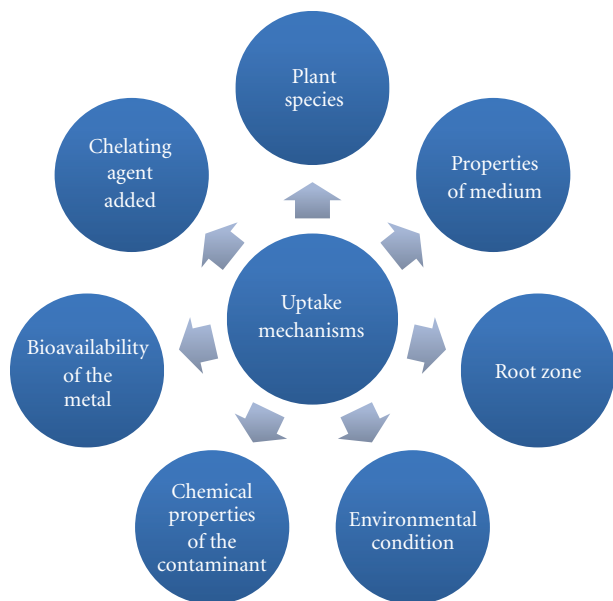 Plant
species
Properties
of medium
Root zone
Environmental
condition
Chemical
properties
of the
contaminant
Bioavailability
of the
metal
Chelating
agent
added
Uptake
mechanisms